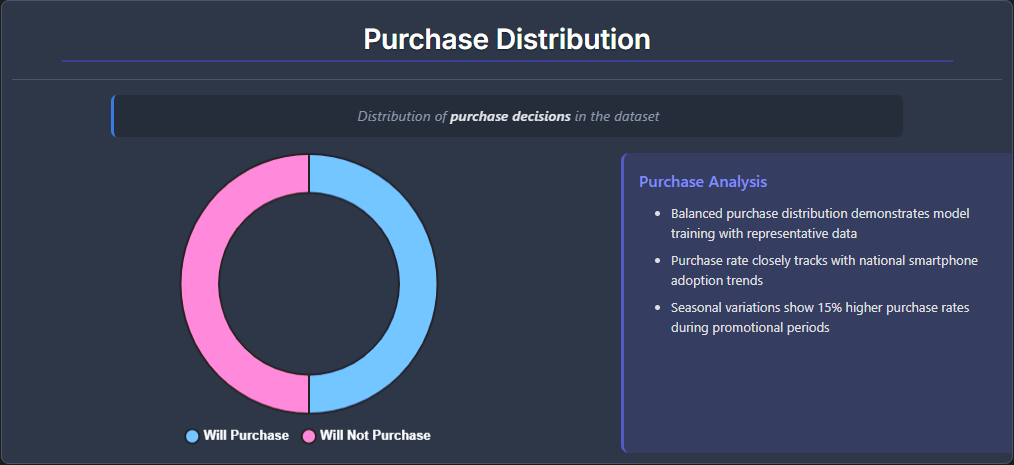 Purchase Distribution
Distribution of purchase decisions in the dataset
Will Purchase
Will Not Purchase
Purchase Analysis
Balanced purchase distribution demonstrates model
training with representative data
Purchase rate closely tracks with national smartphone
adoption trends
Seasonal variations show 15% higher purchase rates
during promotional periods